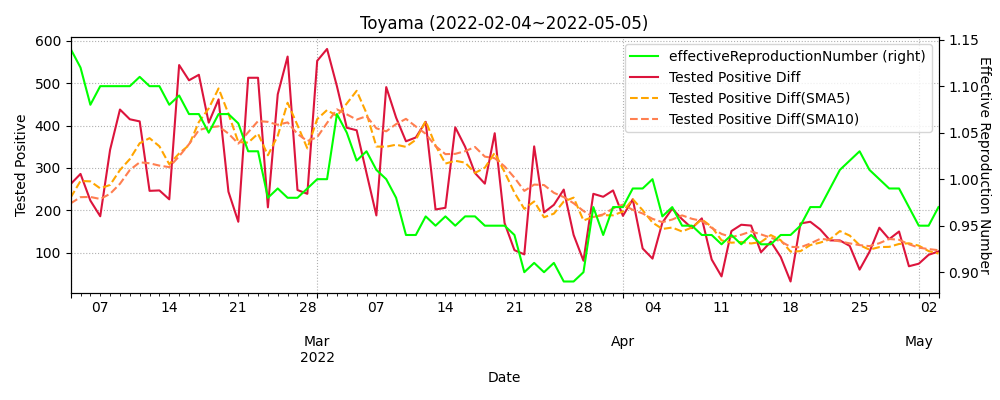 Toyama (2022-02-04~2022-05-05)
600
500
400
300
200
100
Tested Positive
1.15
1.10
1.05
1.00
0.95
0.90
Effective Reproduction Number
effectiveReproductionNumber (right)
Tested Positive Diff
Tested Positive Diff(SMA5)
Tested Positive Diff(SMA10)
07 14 21 28 07 14 21 28 04 11 18 25 02
Mar Apr May
2022
Date